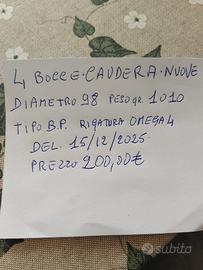 4 BOCCE CAUDERA NUOVE
DIAMETRO 98 PESO GR. 1010
TIPO B.P. RIGATURA OMEGA 4
DEL. 15/12/2025.
PREZZO 200,00€
subito